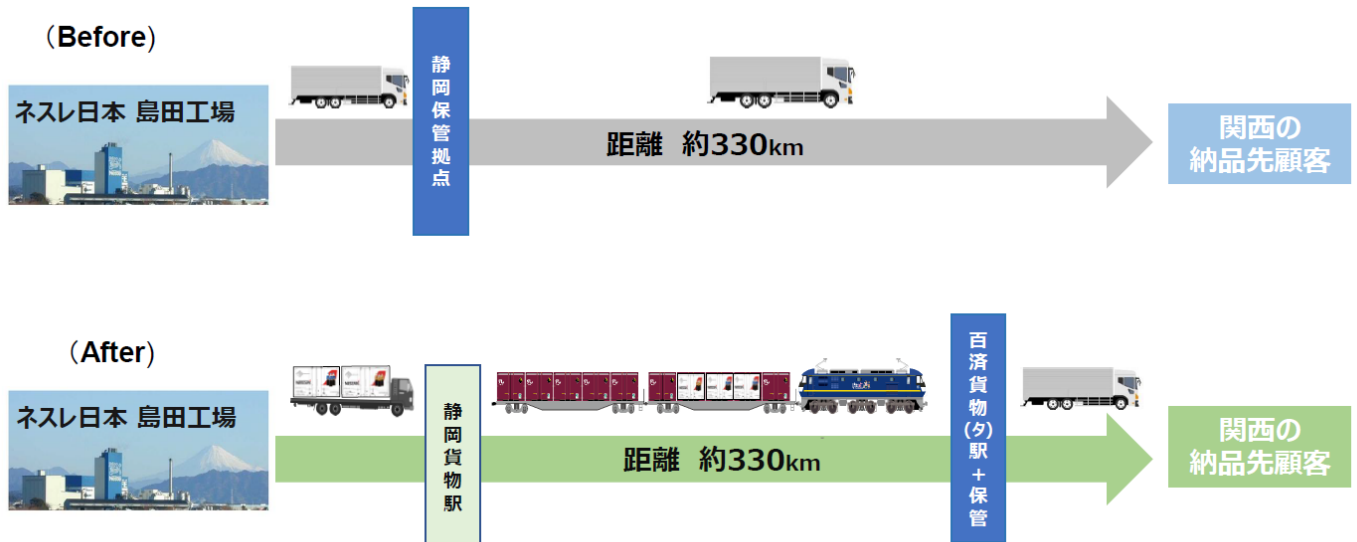 （Before）
ネスレ日本 島田工場
静岡保管拠点
距離 約330km
関西の
納品先顧客
（After）
ネスレ日本 島田工場
静岡貨物駅
距離 約330km
百済貨物(タ)駅＋保管
関西の
納品先顧客